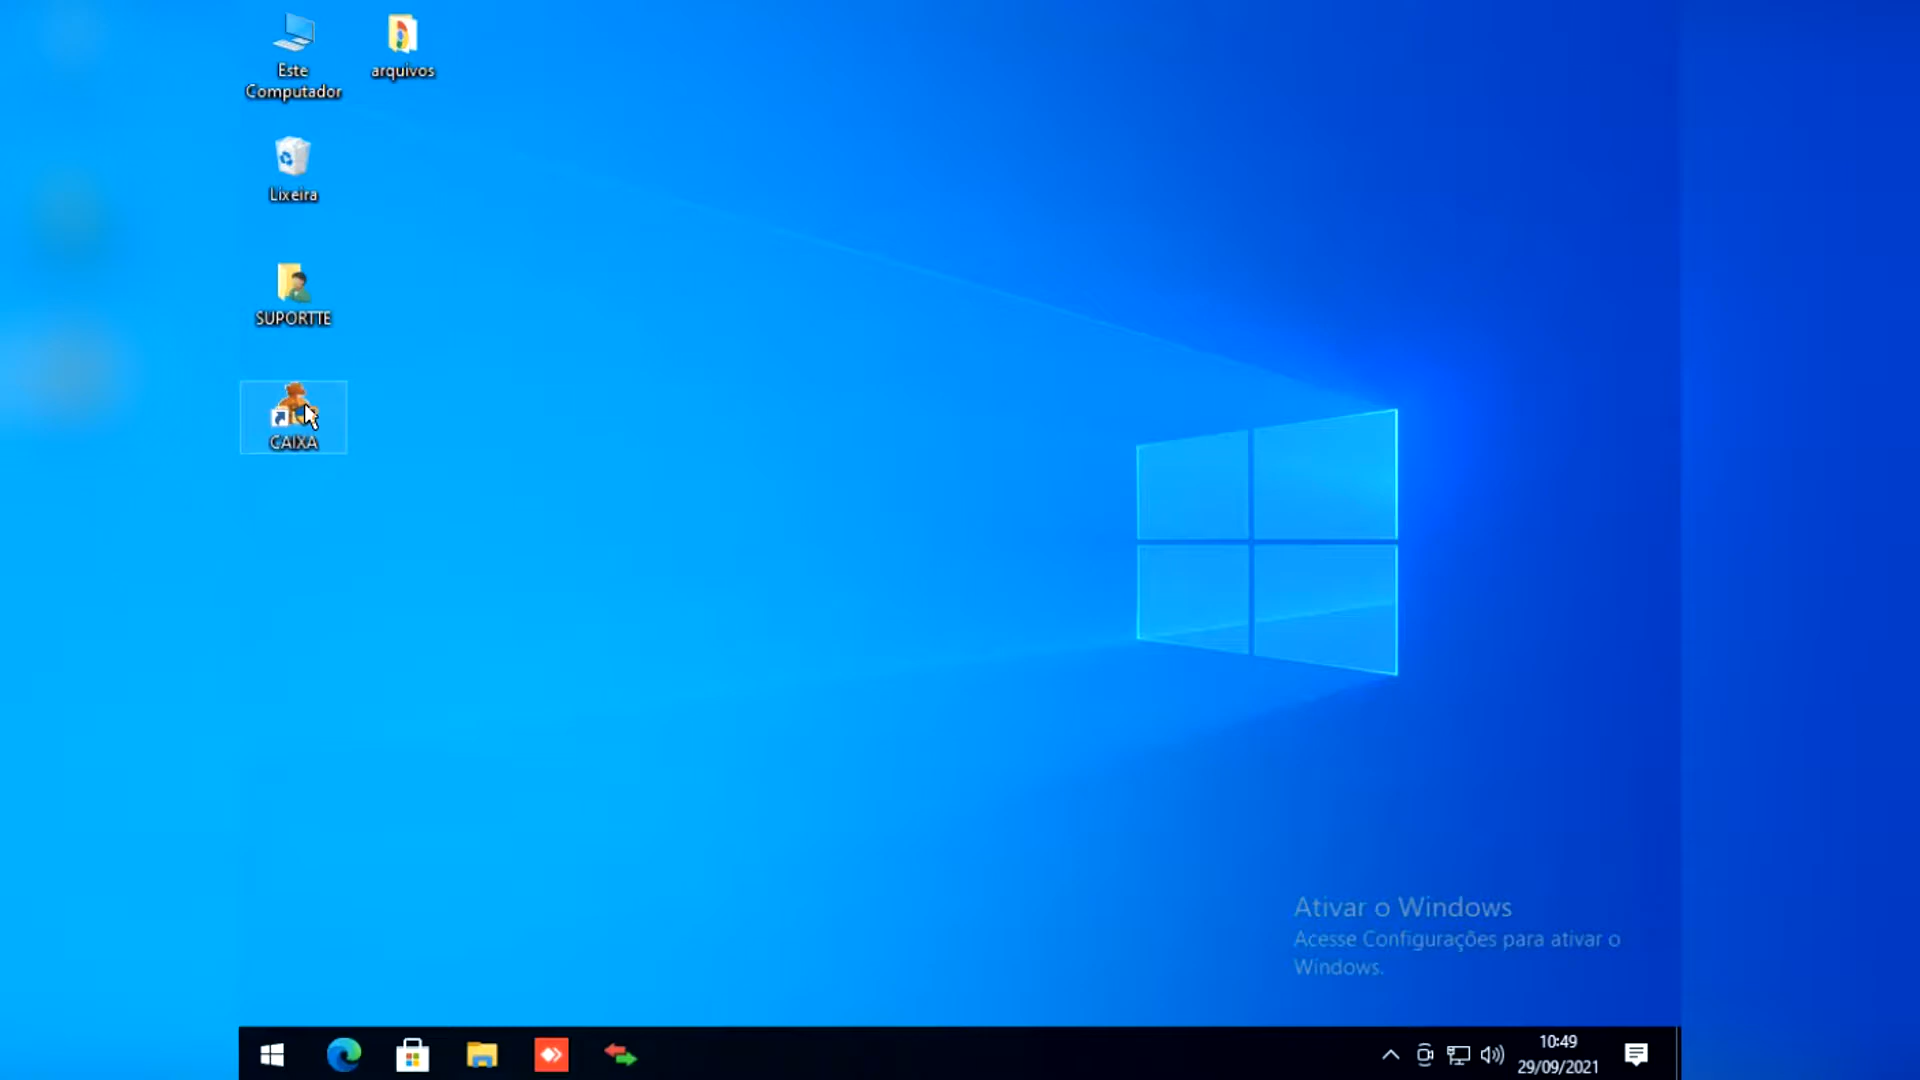 Este
Computador
arquivos
Lixeira
SUPORTTE
CAIXA
Ativar o Windows
Acesse Configurações para ativar o
Windows.
10:49
29/09/2021